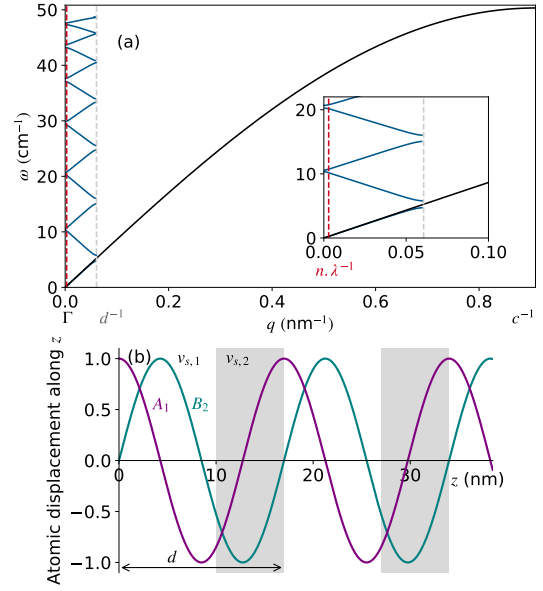 (a)
ω (cm⁻¹)
50
40
30
20
10
0
20
10
0
0.00 0.05 0.10
n.λ⁻¹
0.0 0.2 0.4 0.6 0.8
Γ d⁻¹ q (nm⁻¹) c⁻¹
(b)
v_{s,1} v_{s,2}
Atomic displacement along z
1.0
0.5
0.0
−0.5
−1.0
A₁ B₂
0 10 20 30
z (nm)
d